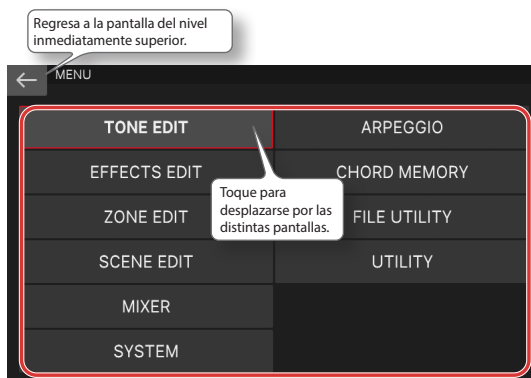 Regresa a la pantalla del nivel
inmediatamente superior.
MENU
TONE EDIT
ARPEGGIO
EFFECTS EDIT
CHORD MEMORY
Toque para
desplazarse por las
distintas pantallas.
ZONE EDIT
FILE UTILITY
SCENE EDIT
UTILITY
MIXER
SYSTEM